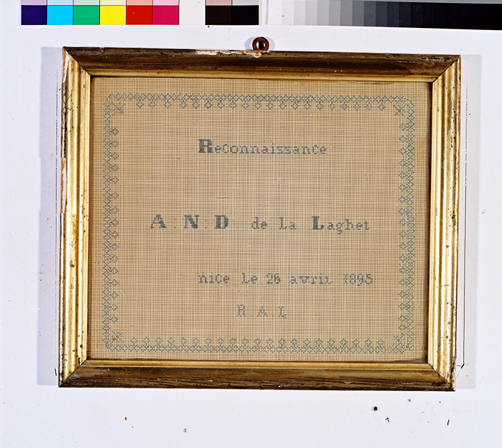 Reconnaissance
A. N. D de la Laghet
nice Le 26 avril 1895
R. A. L